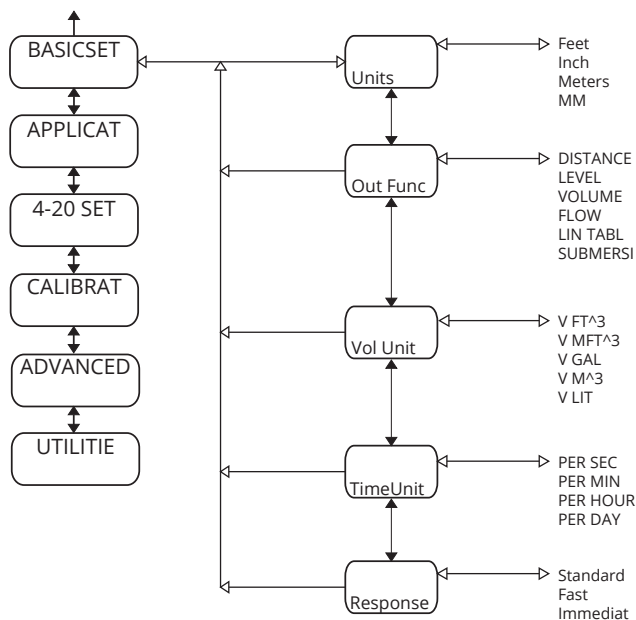 BASICSET
APPLICAT
4-20 SET
CALIBRAT
ADVANCED
UTILITIE
Units
Feet
Inch
Meters
MM
Out Func
DISTANCE
LEVEL
VOLUME
FLOW
LIN TABL
SUBMERSI
Vol Unit
V FT^3
V MFT^3
V GAL
V M^3
V LIT
TimeUnit
PER SEC
PER MIN
PER HOUR
PER DAY
Response
Standard
Fast
Immediat